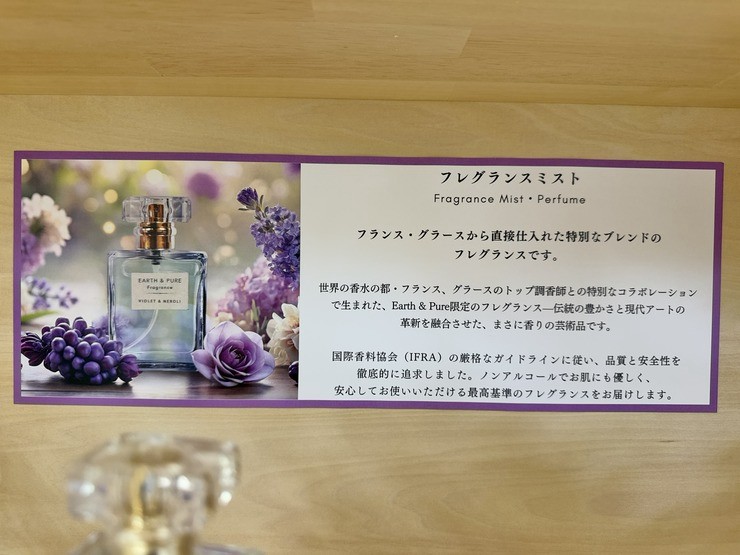 EARTH & PURE
Fragrance
VIOLET & NEROLI
フレグランスミスト
Fragrance Mist • Perfume
フランス・グラースから直接仕入れた特別なブレンドの
フレグランスです。
世界の香水の都・フランス、グラースのトップ調香師との特別なコラボレーション
で生まれた、Earth & Pure限定のフレグランス—伝統の豊かさと現代アートの
革新を融合させた、まさに香りの芸術品です。
国際香料協会（IFRA）の厳格なガイドラインに従い、品質と安全性を
徹底的に追求しました。ノンアルコールでお肌にも優しく、
安心してお使いいただける最高基準のフレグランスをお届けします。